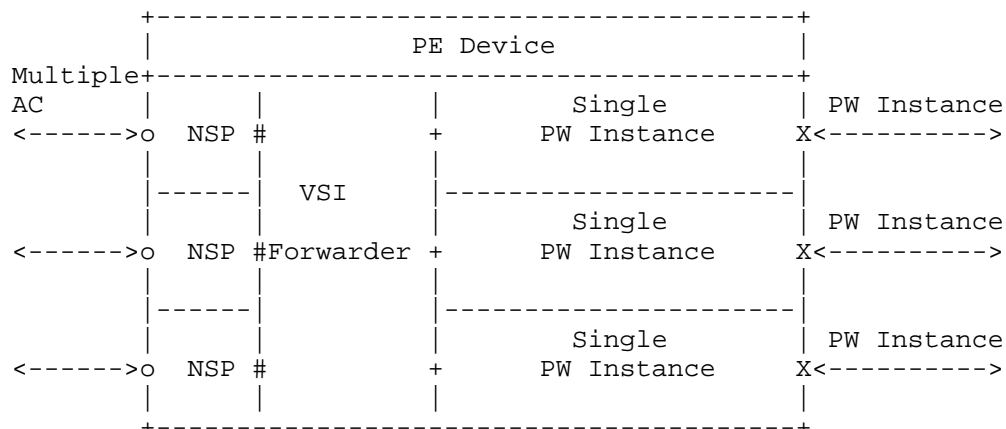 +----------------------------------------+
|                PE Device               |
Multiple+----------------------------------------+
AC      |      |          |        Single        | PW Instance
<------>o  NSP #          +      PW Instance     X<---------->
|      |          |                      |
|------|   VSI    |----------------------|
|      |          |        Single        | PW Instance
<------>o  NSP #Forwarder +      PW Instance     X<---------->
|      |          |                      |
|------|          |----------------------|
|      |          |        Single        | PW Instance
<------>o  NSP #          +      PW Instance     X<---------->
|      |          |                      |
+----------------------------------------+